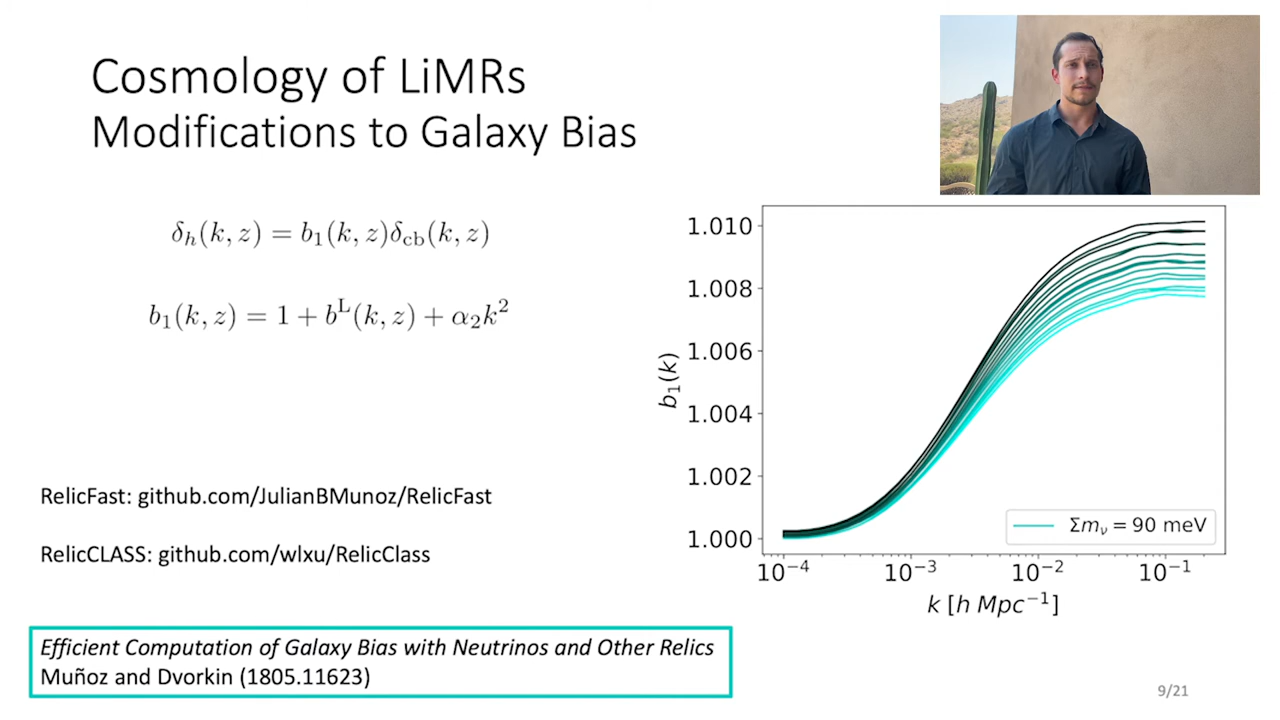 Cosmology of LiMRs
Modifications to Galaxy Bias
δ_h(k, z) = b_1(k, z)δ_cb(k, z)
b_1(k, z) = 1 + b^L(k, z) + α_2k^2
RelicFast: github.com/JulianBMunoz/RelicFast
RelicCLASS: github.com/wlxu/RelicClass
Efficient Computation of Galaxy Bias with Neutrinos and Other Relics
Muñoz and Dvorkin (1805.11623)
b_1(k)
1.010
1.008
1.006
1.004
1.002
1.000
Σm_ν = 90 meV
10^−4 10^−3 10^−2 10^−1
k [h Mpc^−1]
9/21